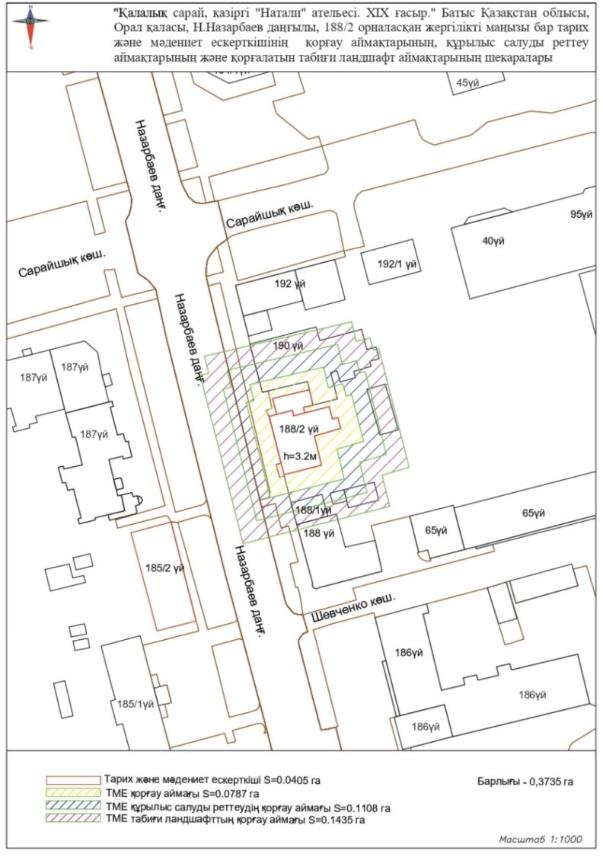 "Қалалық сарай, қазіргі "Натали" ательесі. XIX ғасыр." Батыс Қазақстан облысы,
Орал қаласы, Н.Назарбаев даңғылы, 188/2 орналасқан жергілікті маңызы бар тарих
және мәдениет ескерткішінің қорғау аймақтарының, құрылыс салуды реттеу
аймақтарының және қорғалатын табиғи ландшафт аймақтарының шекаралары
45үй
Назарбаев даңғ.
Сарайшық көш.
95үй
40үй
Сарайшық көш.
192/1 үй
192 үй
Назарбаев даңғ.
190 үй
187үй
187үй
187үй
188/2 үй
h=3.2м
188/1үй
188 үй
65үй
65үй
185/2 үй
Назарбаев даңғ.
Шевченко көш.
186үй
186үй
185/1үй
186үй
Тарих және мәдениет ескерткіші S=0.0405 га
Барлығы - 0,3735 га
ТМЕ қорғау аймағы S=0.0787 га
ТМЕ құрылыс салуды реттеудің қорғау аймағы S=0.1108 га
ТМЕ табиғи ландшафттың қорғау аймағы S=0.1435 га
Масштаб 1:1000